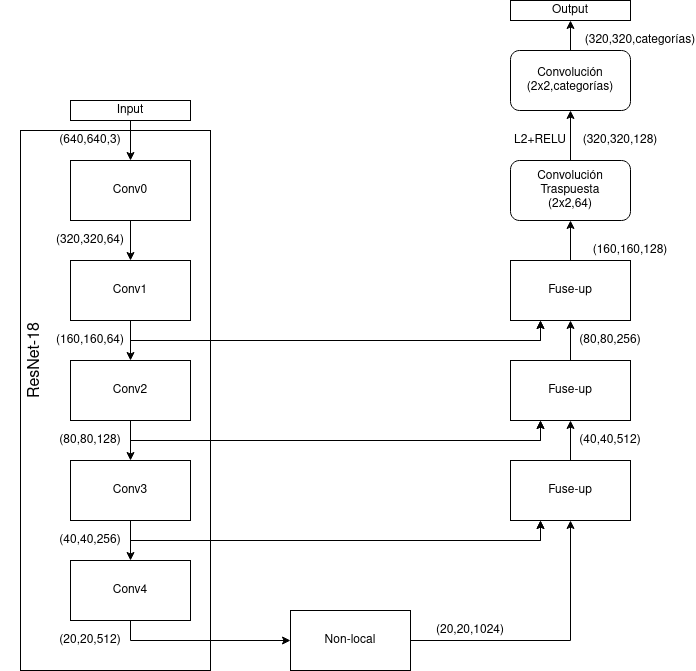 Output
(320,320,categorías)
Convolución
(2x2,categorías)
Input
(640,640,3)
L2+RELU
(320,320,128)
Conv0
Convolución
Traspuesta
(2x2,64)
(320,320,64)
(160,160,128)
Conv1
Fuse-up
ResNet-18
(160,160,64)
(80,80,256)
Conv2
Fuse-up
(80,80,128)
(40,40,512)
Conv3
Fuse-up
(40,40,256)
Conv4
(20,20,512)
Non-local
(20,20,1024)